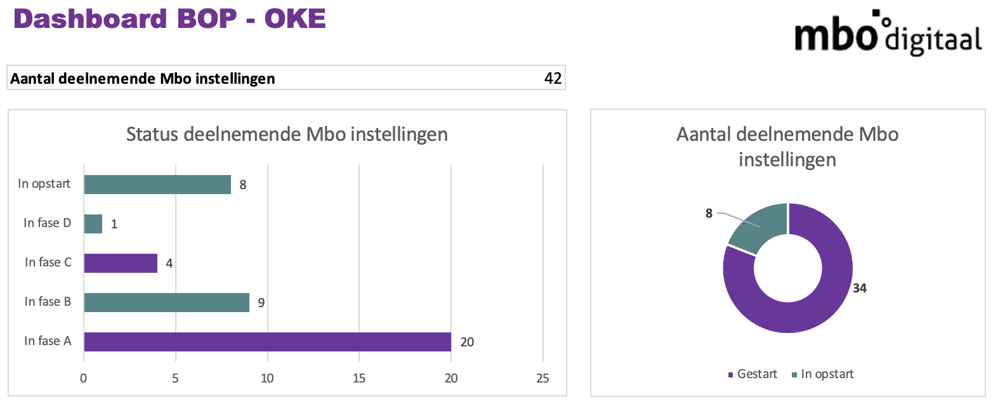 Dashboard BOP - OKE
mbo digitaal
Aantal deelnemende Mbo instellingen 42
Status deelnemende Mbo instellingen
In opstart 8
In fase D 1
In fase C 4
In fase B 9
In fase A 20
0 5 10 15 20 25
Aantal deelnemende Mbo
instellingen
8
34
Gestart In opstart